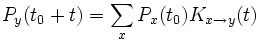 P_y(t_0 + t) = \sum_x P_x(t_0) K_{x \to y}(t)